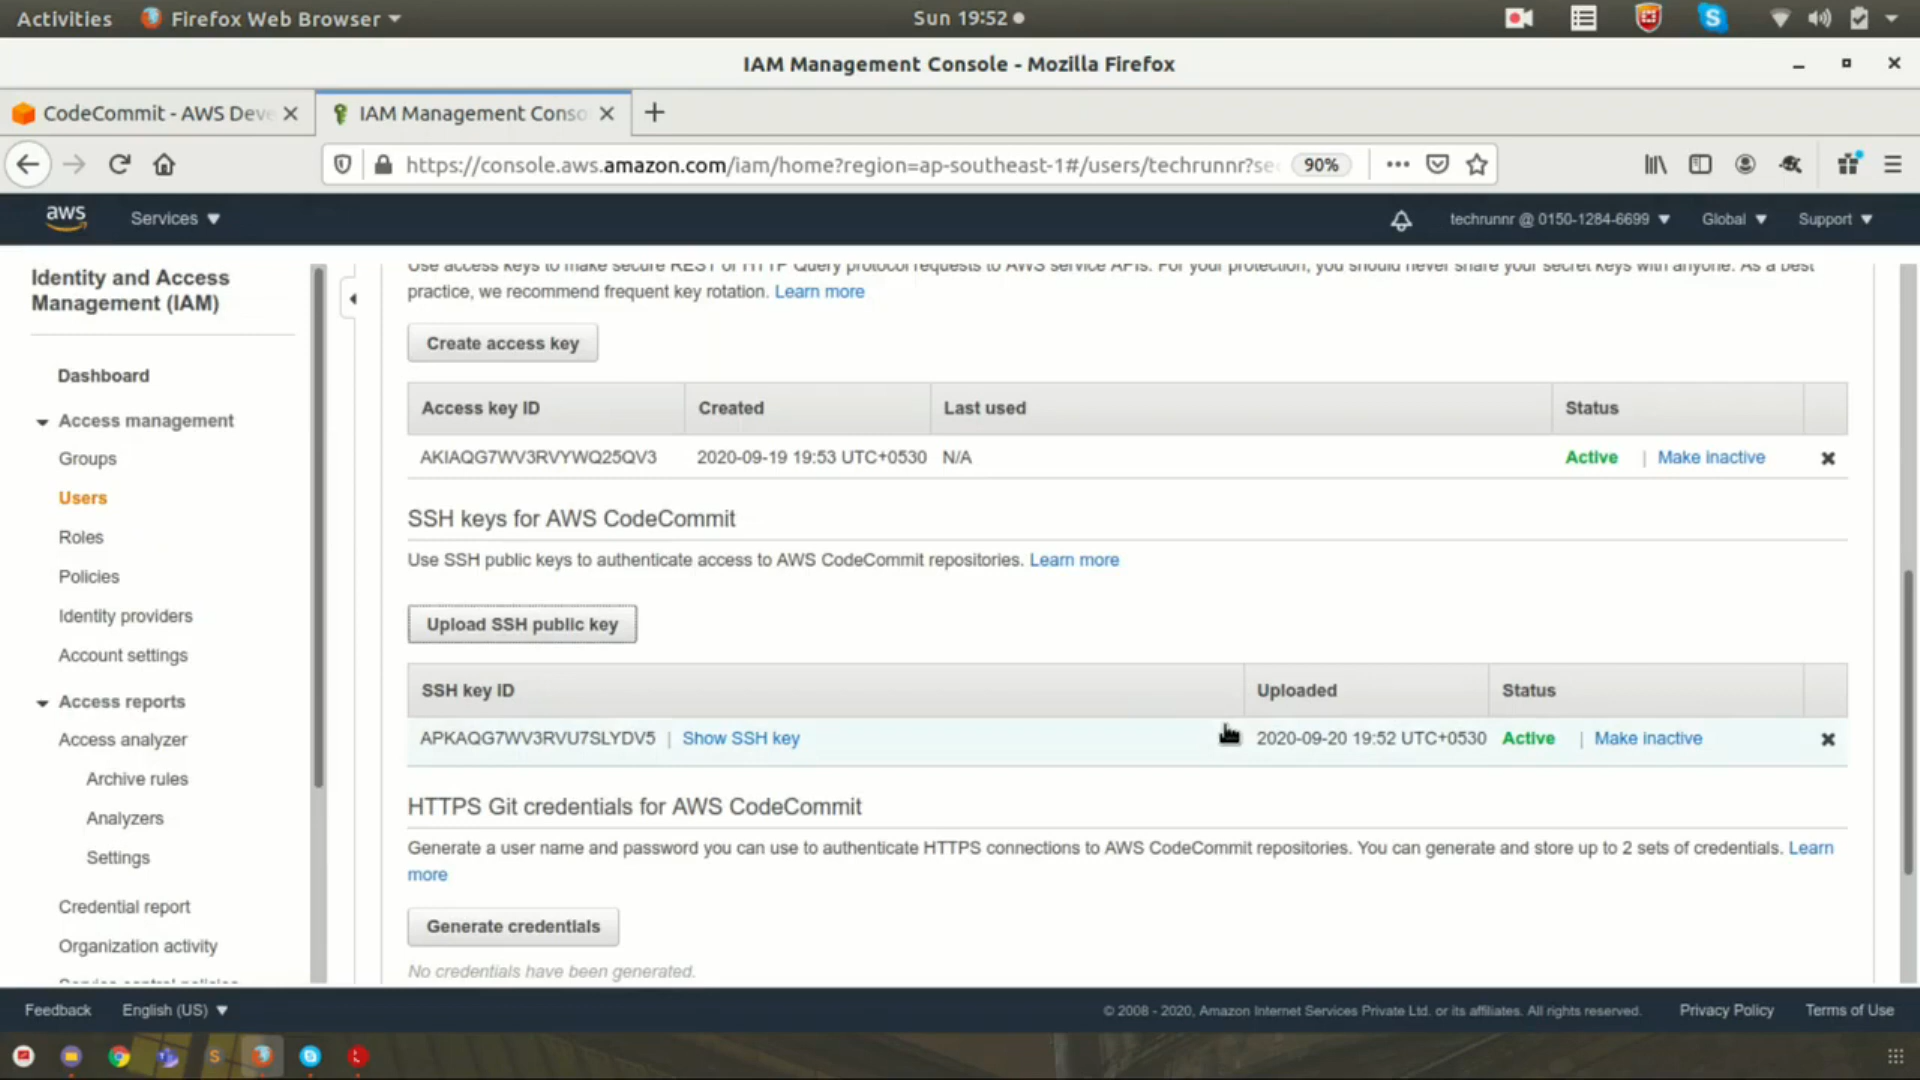 Activities
Firefox Web Browser
Sun 19:52
IAM Management Console - Mozilla Firefox
CodeCommit - AWS Deve
IAM Management Conso
https://console.aws.amazon.com/iam/home?region=ap-southeast-1#/users/techrunnr?se
90%
aws
Services
techrunnr @ 0150-1284-6699
Global
Support
Identity and Access
Management (IAM)
Dashboard
Access management
Groups
Users
Roles
Policies
Identity providers
Account settings
Access reports
Access analyzer
Archive rules
Analyzers
Settings
Credential report
Organization activity
Service control policies
Use access keys to make secure REST or HTTP Query protocol requests to AWS service APIs. For your protection, you should never share your secret keys with anyone. As a best
practice, we recommend frequent key rotation. Learn more
Create access key
Access key ID Created Last used Status
AKIAQG7WV3RVYWQ25QV3 2020-09-19 19:53 UTC+0530 N/A Active | Make inactive
SSH keys for AWS CodeCommit
Use SSH public keys to authenticate access to AWS CodeCommit repositories. Learn more
Upload SSH public key
SSH key ID Uploaded Status
APKAQG7WV3RVU7SLYDV5 | Show SSH key 2020-09-20 19:52 UTC+0530 Active | Make inactive
HTTPS Git credentials for AWS CodeCommit
Generate a user name and password you can use to authenticate HTTPS connections to AWS CodeCommit repositories. You can generate and store up to 2 sets of credentials. Learn
more
Generate credentials
No credentials have been generated.
Feedback
English (US)
© 2008 - 2020, Amazon Internet Services Private Ltd. or its affiliates. All rights reserved.
Privacy Policy
Terms of Use